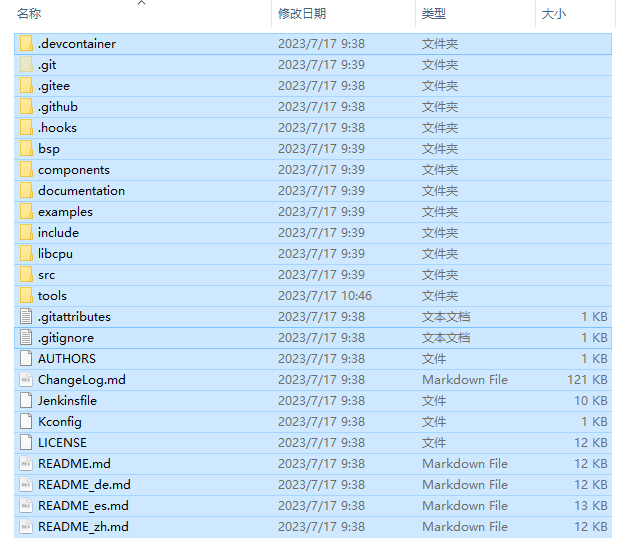 名称 修改日期 类型 大小
.devcontainer 2023/7/17 9:38 文件夹
.git 2023/7/17 9:39 文件夹
.gitee 2023/7/17 9:38 文件夹
.github 2023/7/17 9:38 文件夹
.hooks 2023/7/17 9:38 文件夹
bsp 2023/7/17 9:39 文件夹
components 2023/7/17 9:39 文件夹
documentation 2023/7/17 9:39 文件夹
examples 2023/7/17 9:39 文件夹
include 2023/7/17 9:39 文件夹
libcpu 2023/7/17 9:39 文件夹
src 2023/7/17 9:39 文件夹
tools 2023/7/17 10:46 文件夹
.gitattributes 2023/7/17 9:38 文本文档 1 KB
.gitignore 2023/7/17 9:38 文本文档 1 KB
AUTHORS 2023/7/17 9:38 文件 1 KB
ChangeLog.md 2023/7/17 9:38 Markdown File 121 KB
Jenkinsfile 2023/7/17 9:38 文件 10 KB
Kconfig 2023/7/17 9:38 文件 1 KB
LICENSE 2023/7/17 9:38 文件 12 KB
README.md 2023/7/17 9:38 Markdown File 12 KB
README_de.md 2023/7/17 9:38 Markdown File 12 KB
README_es.md 2023/7/17 9:38 Markdown File 13 KB
README_zh.md 2023/7/17 9:38 Markdown File 12 KB